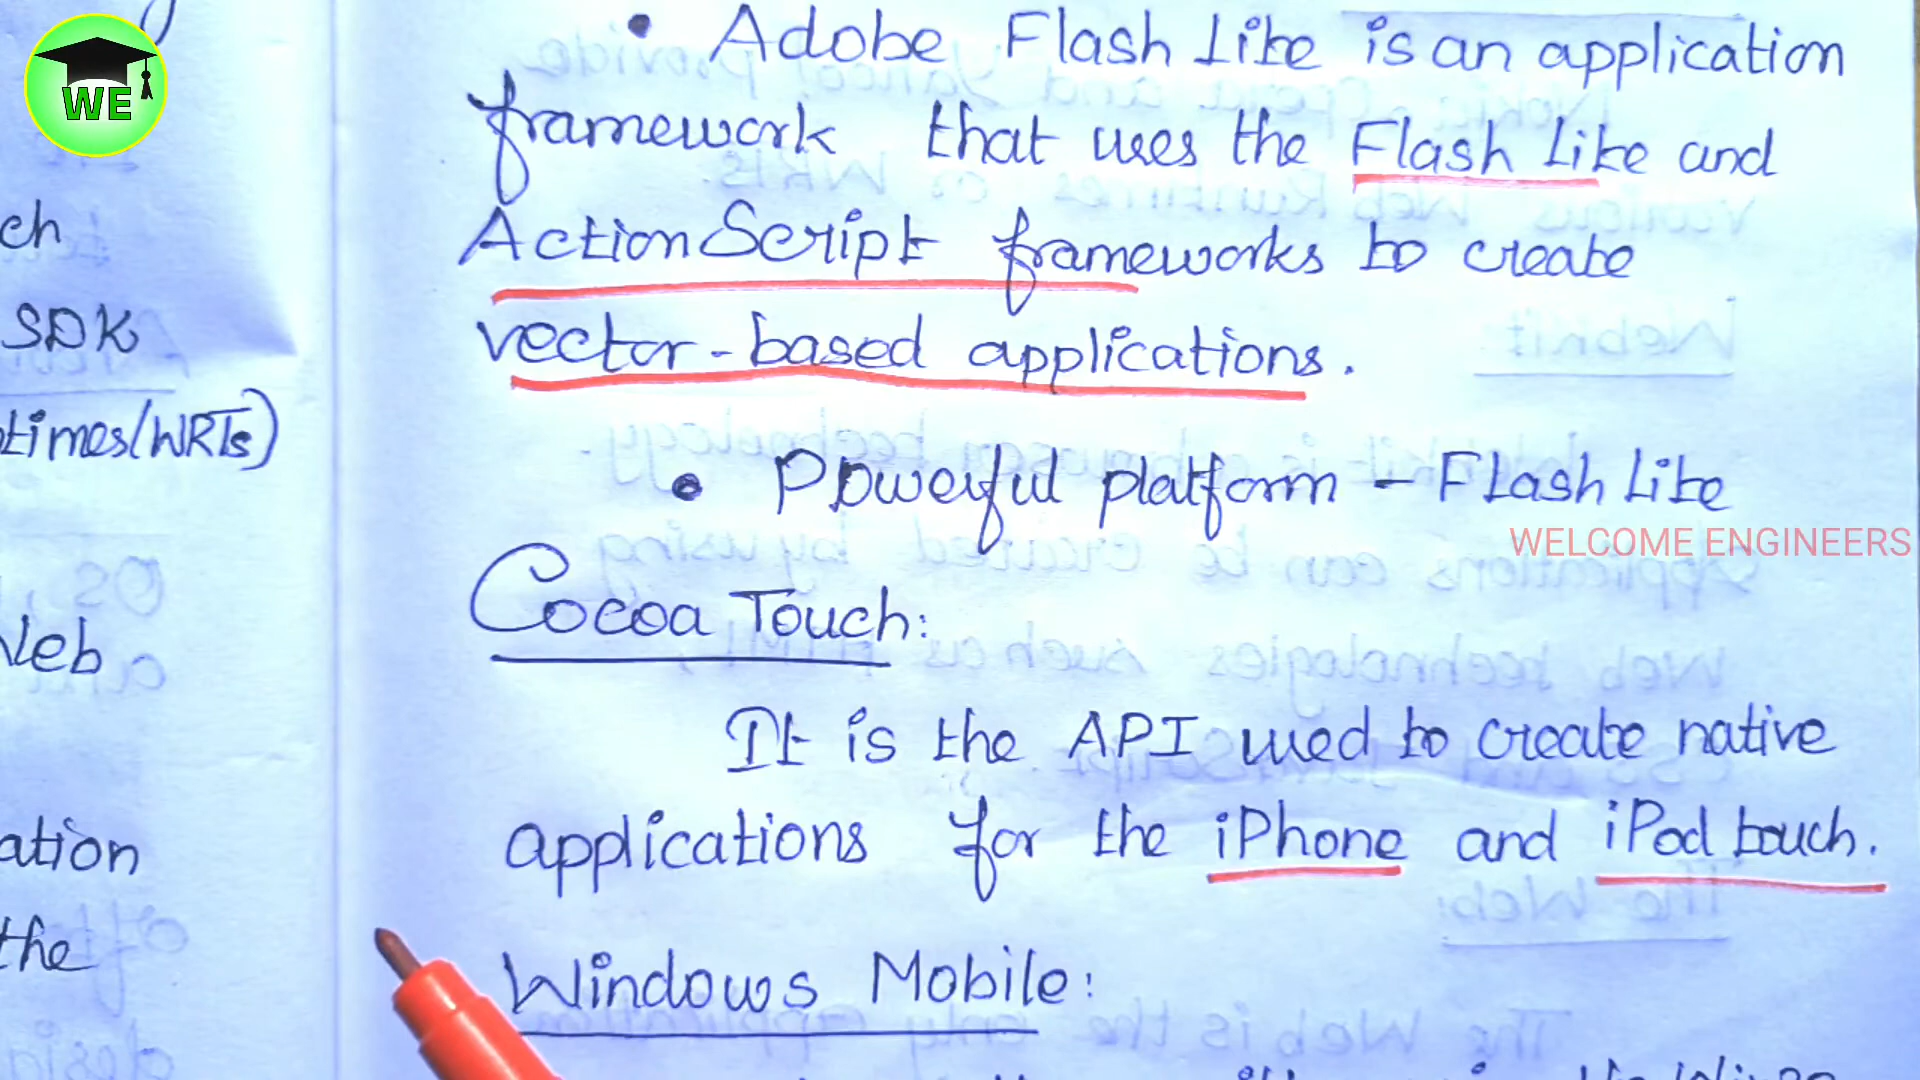 WE
• Adobe Flash Lite is an application
framework that uses the Flash Lite and
ActionScript frameworks to create
vector-based applications.
• Powerful platform - Flash Lite
WELCOME ENGINEERS
Cocoa Touch:
It is the API used to create native
applications for the iPhone and iPod touch.
Windows Mobile:
ch
SDK
times/WRTs)
Web
ation
the